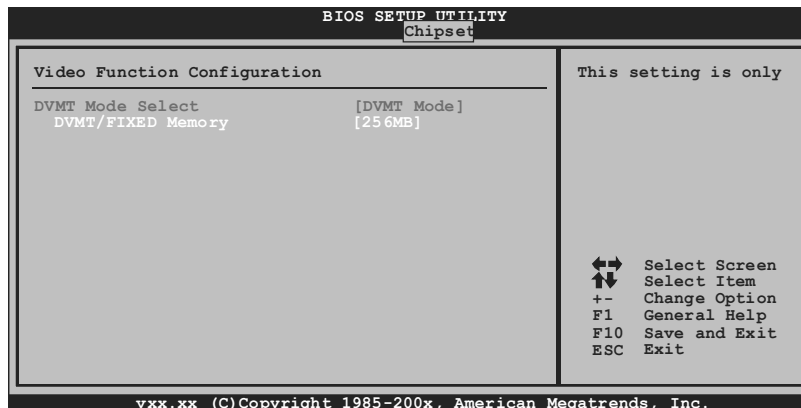 BIOS SETUP UTILITY
Chipset
Video Function Configuration
DVMT Mode Select [DVMT Mode]
DVMT/FIXED Memory [256MB]
This setting is only
Select Screen
Select Item
+- Change Option
F1 General Help
F10 Save and Exit
ESC Exit
vxx.xx (C)Copyright 1985-200x, American Megatrends, Inc.